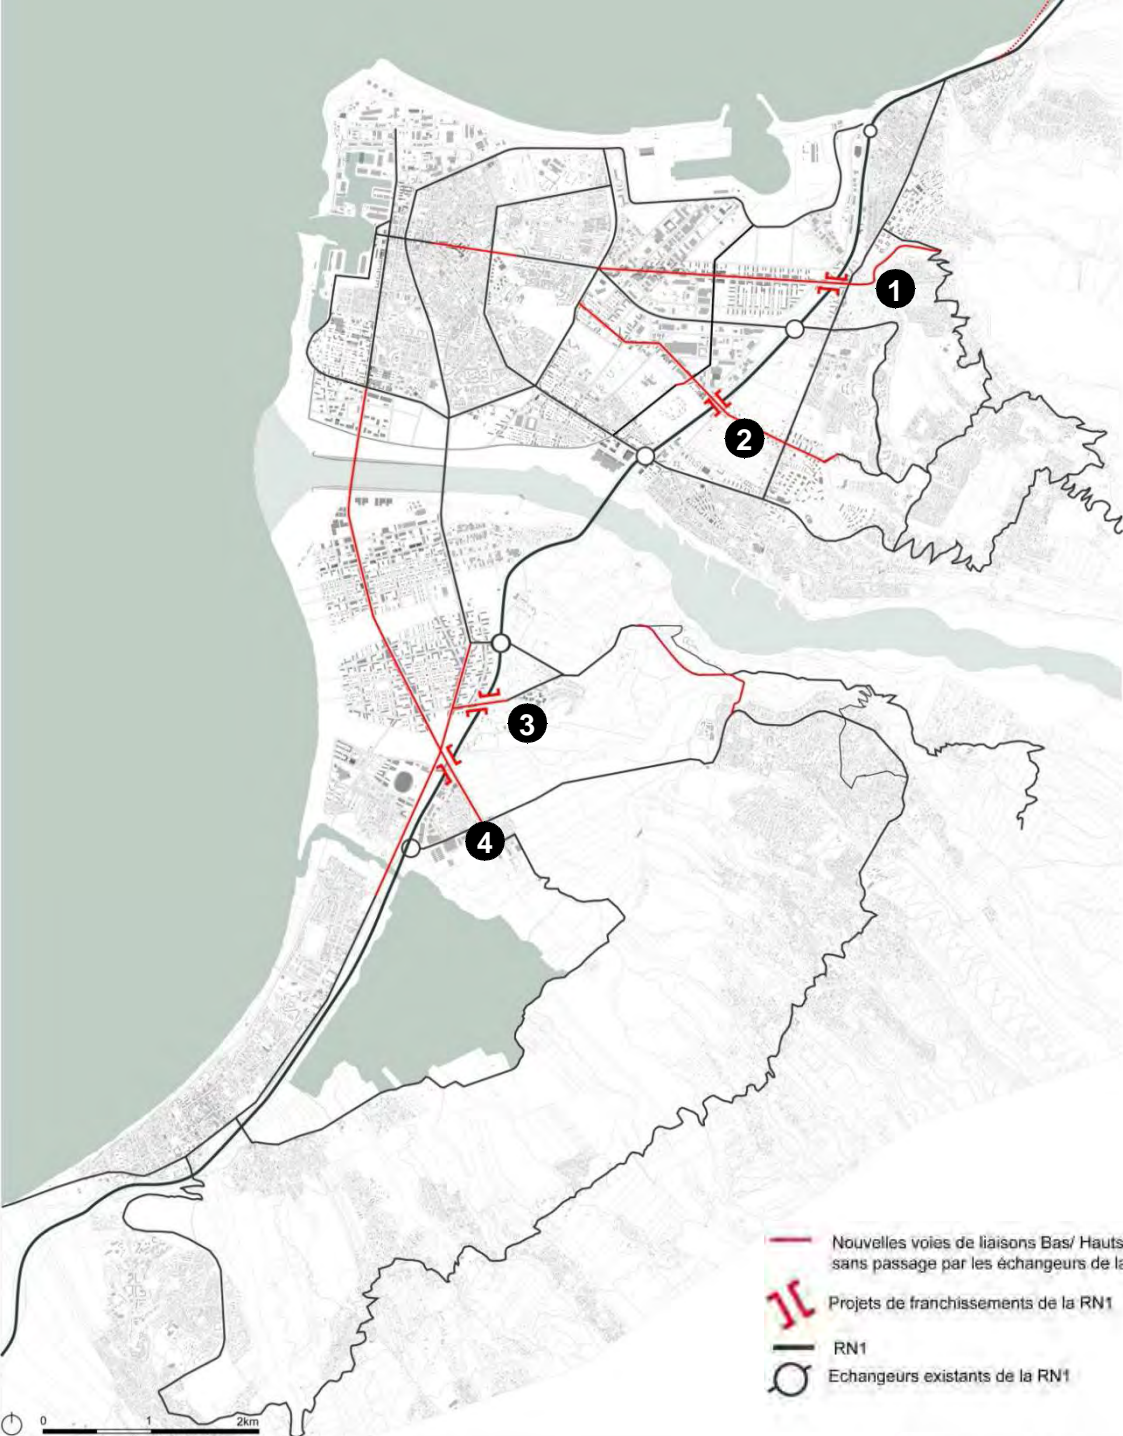 1
2
3
4
Nouvelles voies de liaisons Bas/ Hauts
sans passage par les échangeurs de la
Projets de franchissements de la RN1
RN1
Echangeurs existants de la RN1
0 1 2km